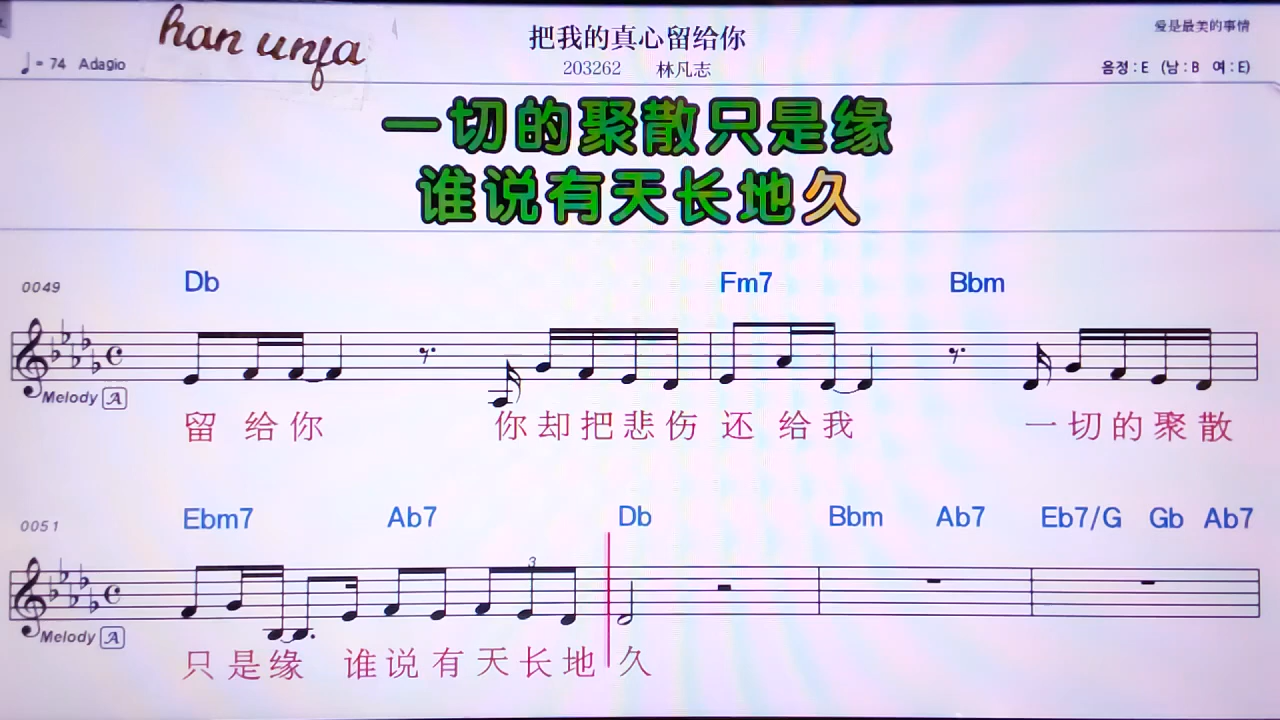 han unfa
把我的真心留给你
爱是最美的事情
♩= 74 Adagio
203262 林凡志
음정 : E (남 : B 여 : E)
一切的聚散只是缘
谁说有天长地久
0049 Db Fm7 Bbm
Melody A
留 给 你 你 却 把 悲 伤 还 给 我 一 切 的 聚 散
0051 Ebm7 Ab7 Db Bbm Ab7 Eb7/G Gb Ab7
3
Melody A
只 是 缘 谁 说 有 天 长 地 久